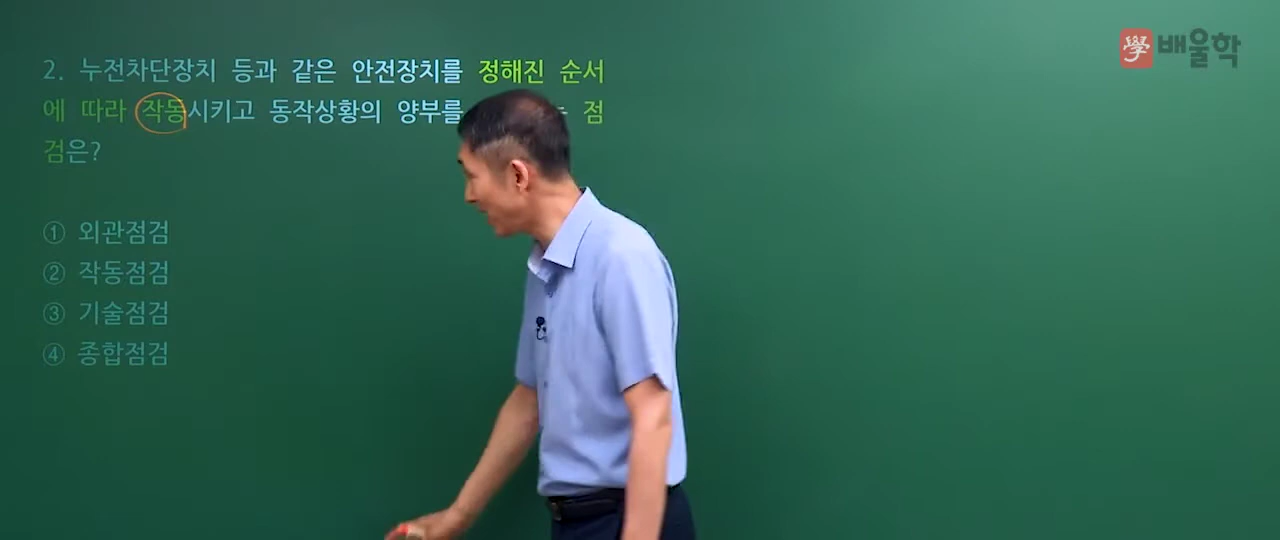 學 배울학
2. 누전차단장치 등과 같은 안전장치를 정해진 순서
에 따라 작동시키고 동작상황의 양부를 점
검은?
① 외관점검
② 작동점검
③ 기술점검
④ 종합점검